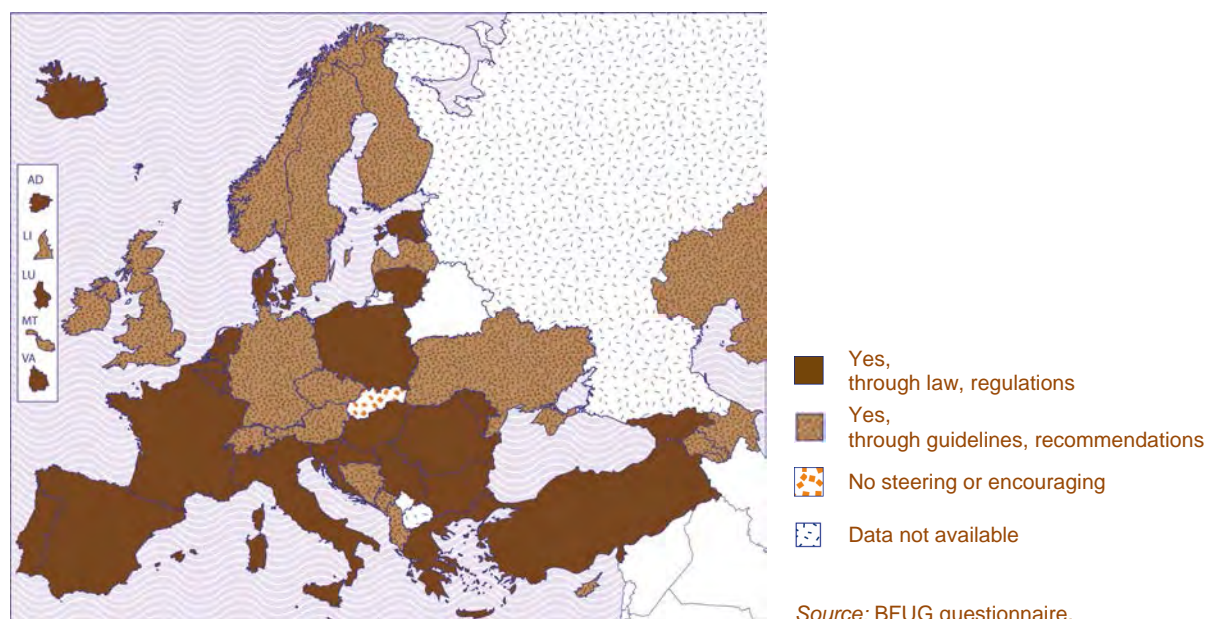 AD
LI
LU
MT
VA
Yes,
through law, regulations
Yes,
through guidelines, recommendations
No steering or encouraging
Data not available
Source: BFUG questionnaire.